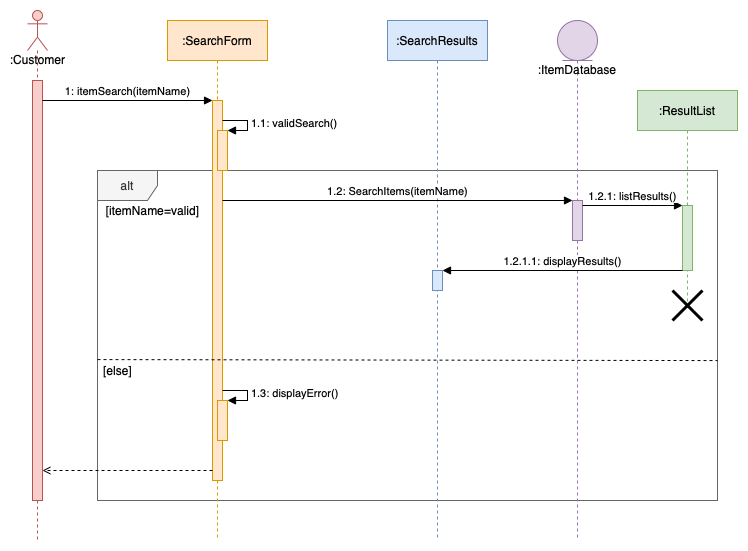 :Customer
:SearchForm
:SearchResults
:ItemDatabase
:ResultList
1: itemSearch(itemName)
1.1: validSearch()
alt
[itemName=valid]
1.2: SearchItems(itemName)
1.2.1: listResults()
1.2.1.1: displayResults()
[else]
1.3: displayError()